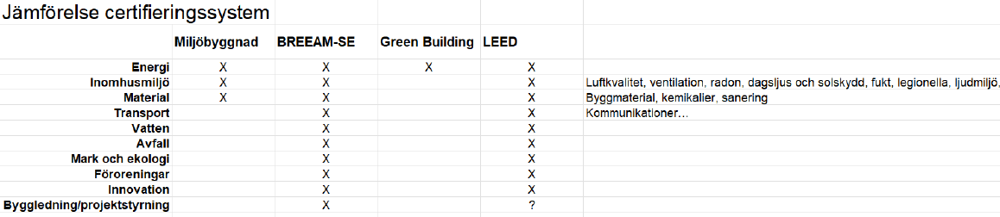 Jämförelse certifieringssystem
Miljöbyggnad BREEAM-SE Green Building LEED
Energi X X X X
Inomhusmiljö X X X Luftkvalitet, ventilation, radon, dagsljus och solskydd, fukt, legionella, ljudmiljö,
Material X X X Byggmaterial, kemikalier, sanering
Transport X X Kommunikationer...
Vatten X X
Avfall X X
Mark och ekologi X X
Föroreningar X X
Innovation X X
Byggledning/projektstyrning X ?